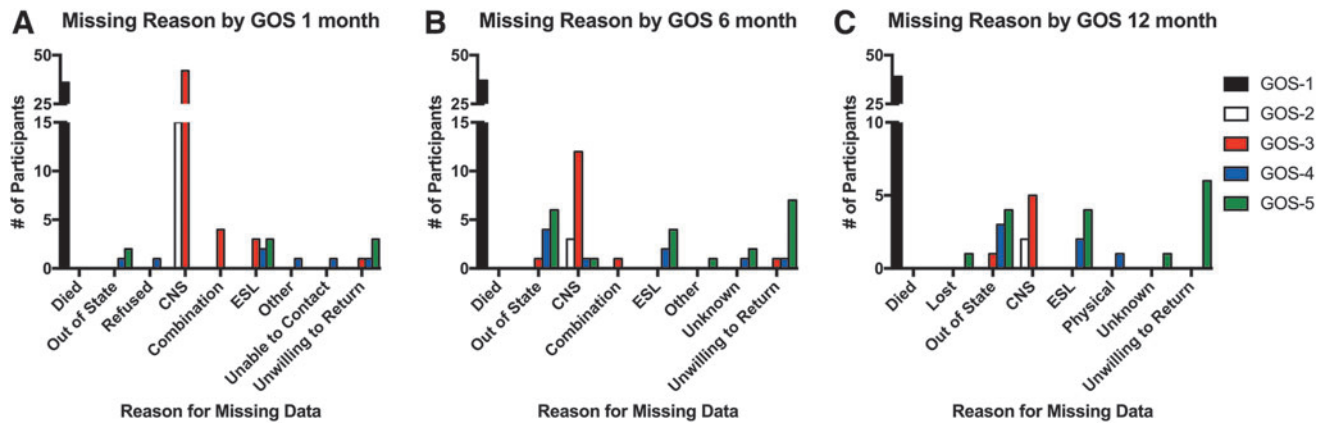 A Missing Reason by GOS 1 month
# of Participants
50
25
15
10
5
0
Died
Out of State
Refused
CNS
Combination
ESL
Other
Unable to Contact
Unwilling to Return
Reason for Missing Data
B Missing Reason by GOS 6 month
# of Participants
50
25
15
10
5
0
Died
Out of State
CNS
Combination
ESL
Other
Unknown
Unwilling to Return
Reason for Missing Data
C Missing Reason by GOS 12 month
# of Participants
50
25
10
5
0
Died
Lost
Out of State
CNS
ESL
Physical
Unknown
Unwilling to Return
Reason for Missing Data
GOS-1
GOS-2
GOS-3
GOS-4
GOS-5